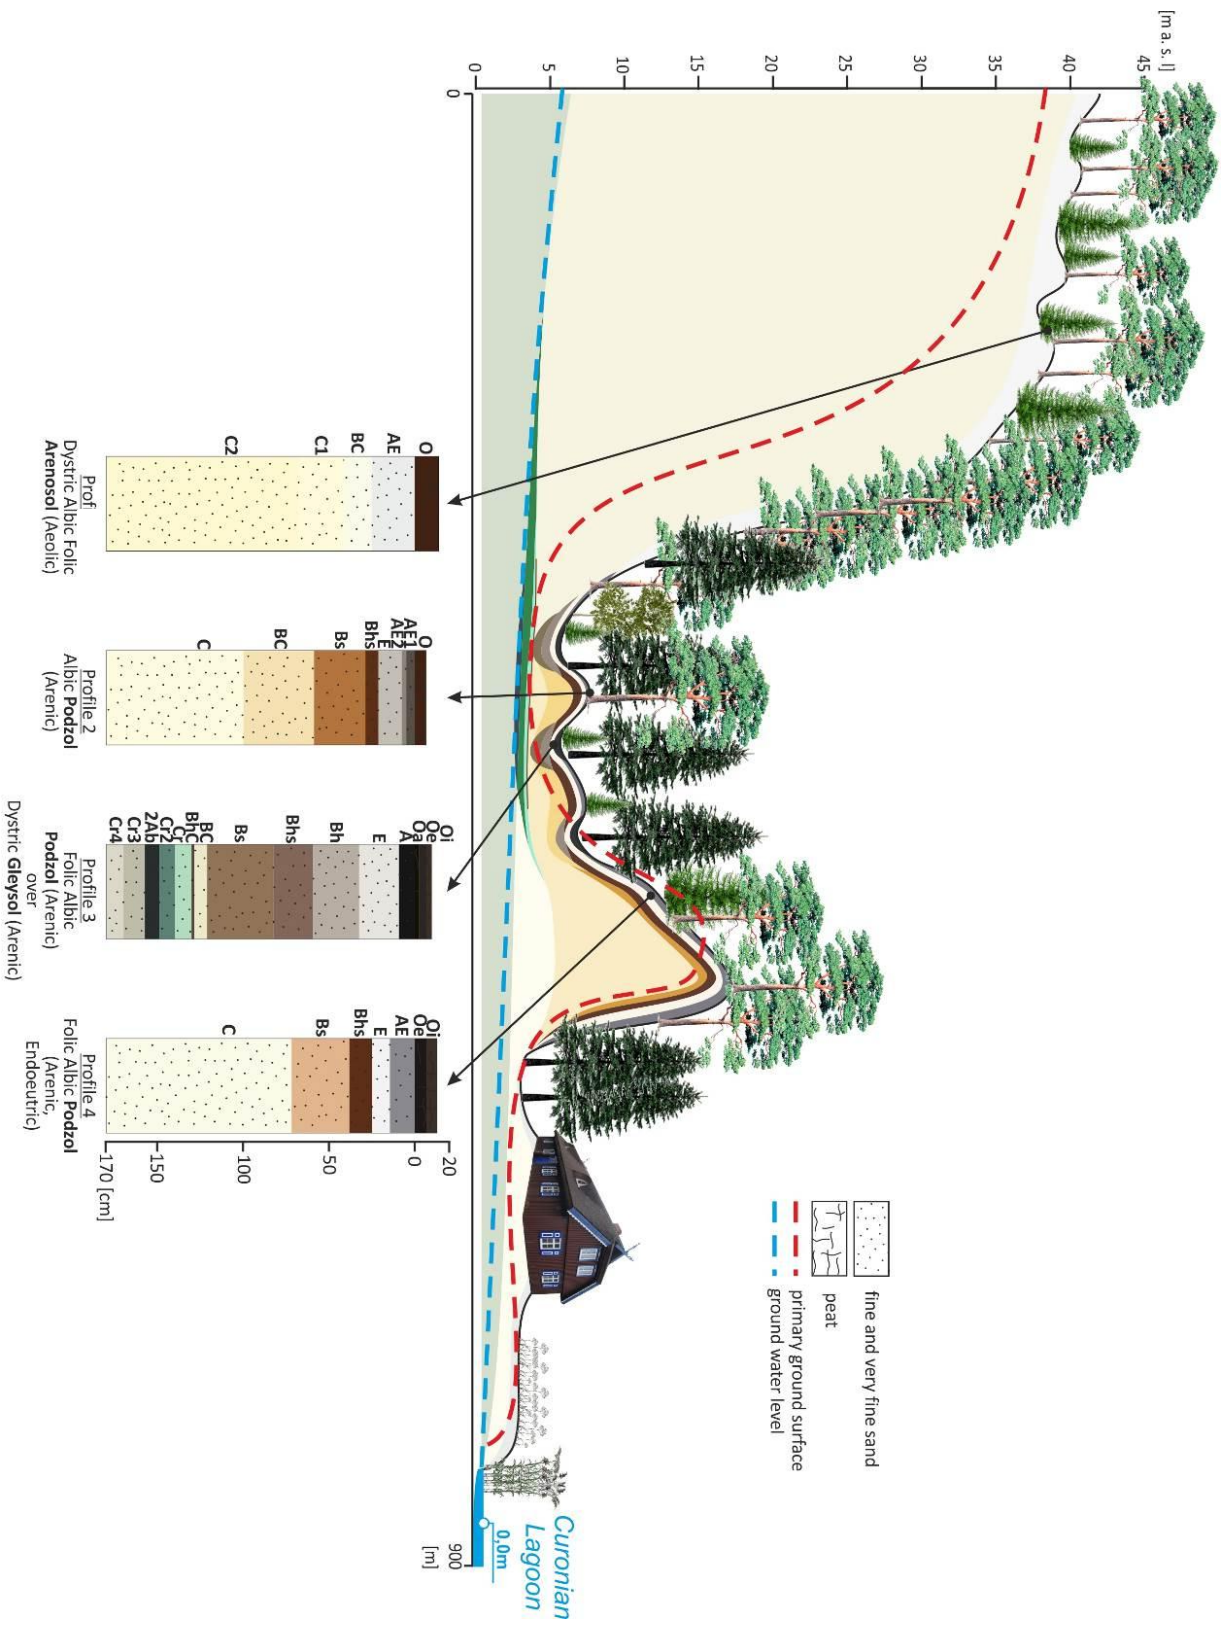 [m a. s. l]
45
40
35
30
25
20
15
10
5
0
0
900
[m]
Curonian
Lagoon
0,0m
fine and very fine sand
peat
primary ground surface
ground water level
O
AE
BC
C1
C2
Prof
Dystric Albic Folic
Arenosol (Aeolic)
O
AE1
AE2
E
Bhs
Bs
BC
C
Profile 2
Albic Podzol
(Arenic)
Oi
Oe
Oa
A
E
Bh
Bhs
Bs
BC
BhC
Cr
Cr2
2Ab
Cr3
Cr4
Profile 3
Folic Albic
Podzol (Arenic)
over
Dystric Gleysol (Arenic)
Oi
Oe
AE
E
Bhs
Bs
C
Profile 4
Folic Albic Podzol
(Arenic,
Endoeutric)
20
0
50
100
150
170 [cm]